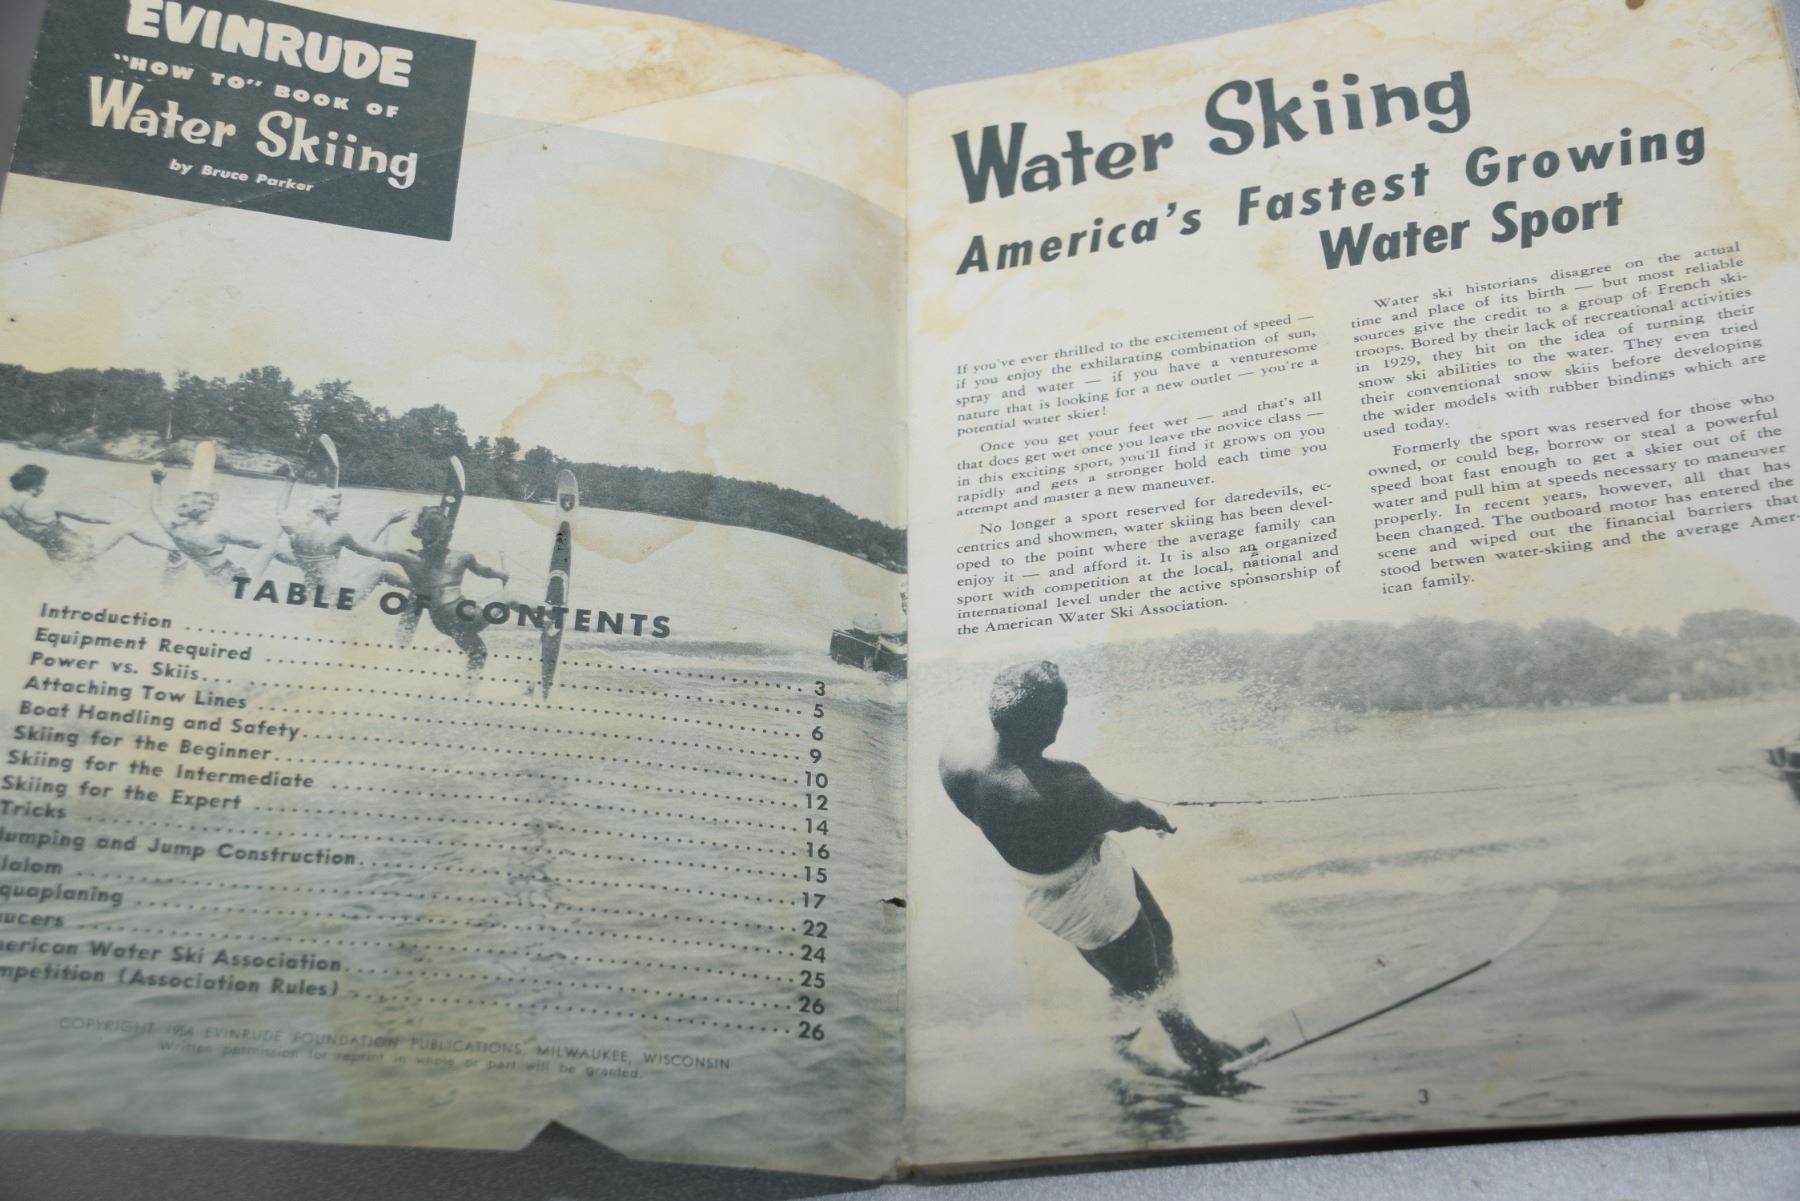 EVINRUDE
"HOW TO" BOOK OF
Water Skiing
by Bruce Parker
TABLE OF CONTENTS
Introduction 3
Equipment Required 5
Power vs. Skiis 6
Attaching Tow Lines 9
Boat Handling and Safety 10
Skiing for the Beginner 12
Skiing for the Intermediate 14
Skiing for the Expert 16
Tricks 15
umping and Jump Construction 17
lalom 22
quaplaning 24
ucers 25
merican Water Ski Association 26
mpetition (Association Rules) 26
COPYRIGHT 1954 EVINRUDE FOUNDATION PUBLICATIONS, MILWAUKEE, WISCONSIN
Written permission for reprint in whole or part will be granted.
Water Skiing
America's Fastest Growing
Water Sport
If you've ever thrilled to the excitement of speed —
if you enjoy the exhilarating combination of sun,
spray and water — if you have a venturesome
nature that is looking for a new outlet — you're a
potential water skier!
Once you get your feet wet — and that's all
that does get wet once you leave the novice class —
in this exciting sport, you'll find it grows on you
rapidly and gets a stronger hold each time you
attempt and master a new maneuver.
No longer a sport reserved for daredevils, ec-
centrics and showmen, water skiing has been devel-
oped to the point where the average family can
enjoy it — and afford it. It is also an organized
sport with competition at the local, national and
international level under the active sponsorship of
the American Water Ski Association.
Water ski historians disagree on the actual
time and place of its birth — but most reliable
sources give the credit to a group of French ski-
troops. Bored by their lack of recreational activities
in 1929, they hit on the idea of turning their
snow ski abilities to the water. They even tried
their conventional snow skiis before developing
the wider models with rubber bindings which are
used today.
Formerly the sport was reserved for those who
owned, or could beg, borrow or steal a powerful
speed boat fast enough to get a skier out of the
water and pull him at speeds necessary to maneuver
properly. In recent years, however, all that has
been changed. The outboard motor has entered the
scene and wiped out the financial barriers that
stood betwen water-skiing and the average Amer-
ican family.
3